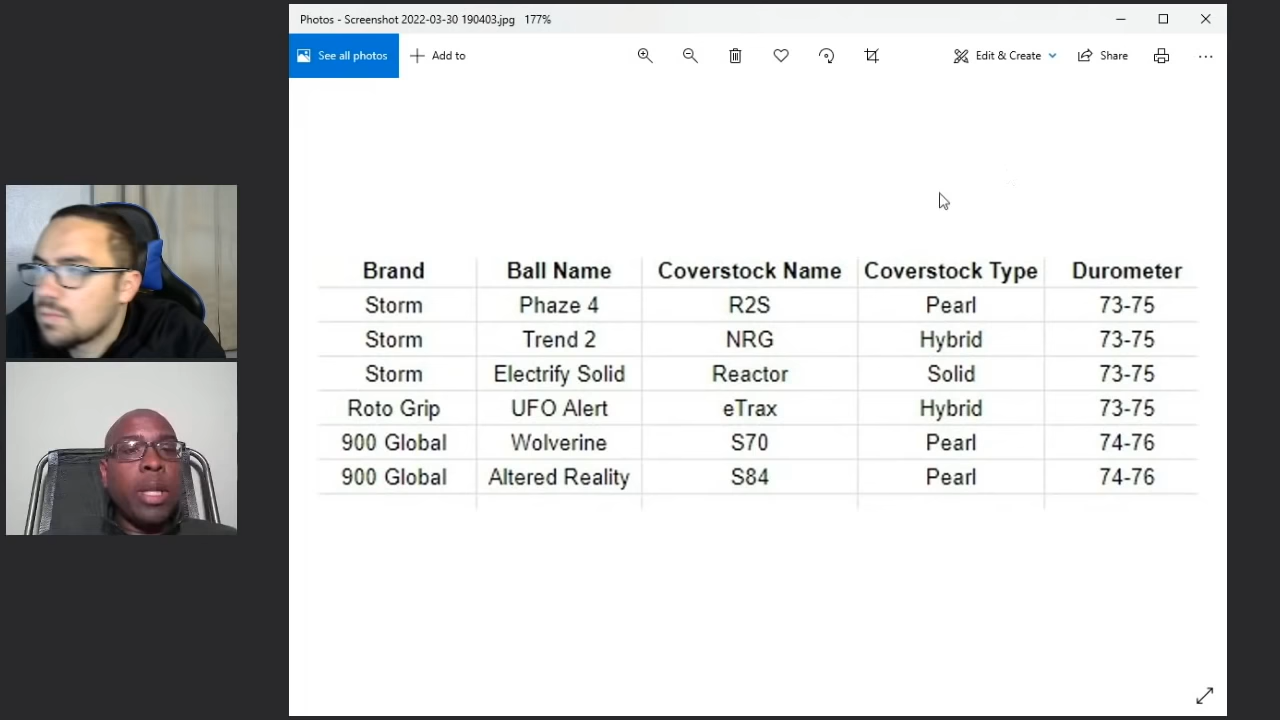 Photos - Screenshot 2022-03-30 190403.jpg 177%
See all photos Add to Edit & Create Share
Brand Ball Name Coverstock Name Coverstock Type Durometer
Storm Phaze 4 R2S Pearl 73-75
Storm Trend 2 NRG Hybrid 73-75
Storm Electrify Solid Reactor Solid 73-75
Roto Grip UFO Alert eTrax Hybrid 73-75
900 Global Wolverine S70 Pearl 74-76
900 Global Altered Reality S84 Pearl 74-76